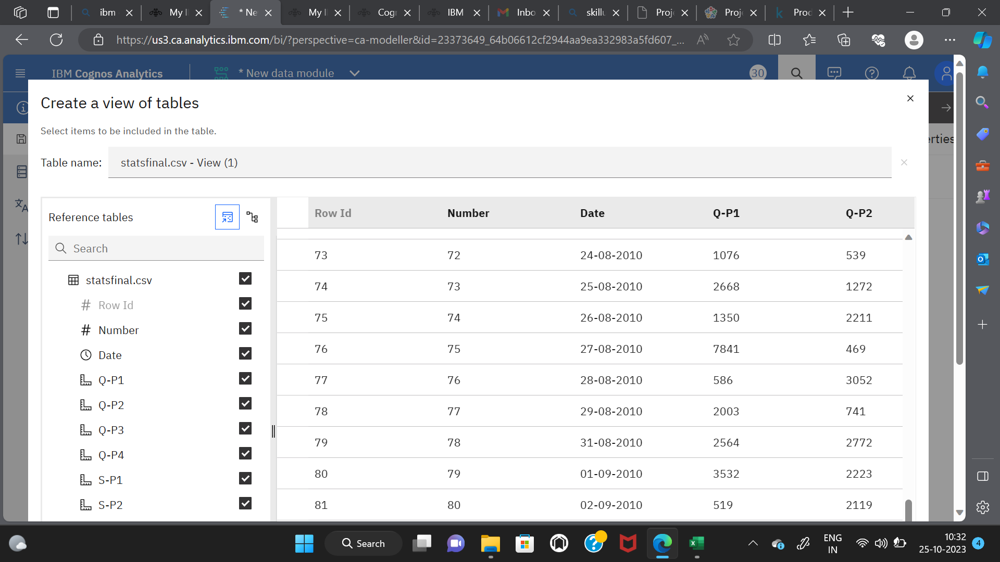 ibm
My I
* Ne
My I
Cog
IBM
Inbo
skillu
Proj
Proj
Prod
https://us3.ca.analytics.ibm.com/bi/?perspective=ca-modeller&id=23373649_64b06612cf2944aa9ea332983a5fd607_...
IBM Cognos Analytics
* New data module
30
Create a view of tables
Select items to be included in the table.
erties
Table name:
statsfinal.csv - View (1)
Reference tables
Search
statsfinal.csv
Row Id
Number
Date
Q-P1
Q-P2
Q-P3
Q-P4
S-P1
S-P2
Row Id Number Date Q-P1 Q-P2
73 72 24-08-2010 1076 539
74 73 25-08-2010 2668 1272
75 74 26-08-2010 1350 2211
76 75 27-08-2010 7841 469
77 76 28-08-2010 586 3052
78 77 29-08-2010 2003 741
79 78 31-08-2010 2564 2772
80 79 01-09-2010 3532 2223
81 80 02-09-2010 519 2119
Search
ENG
IN
10:32
25-10-2023
4